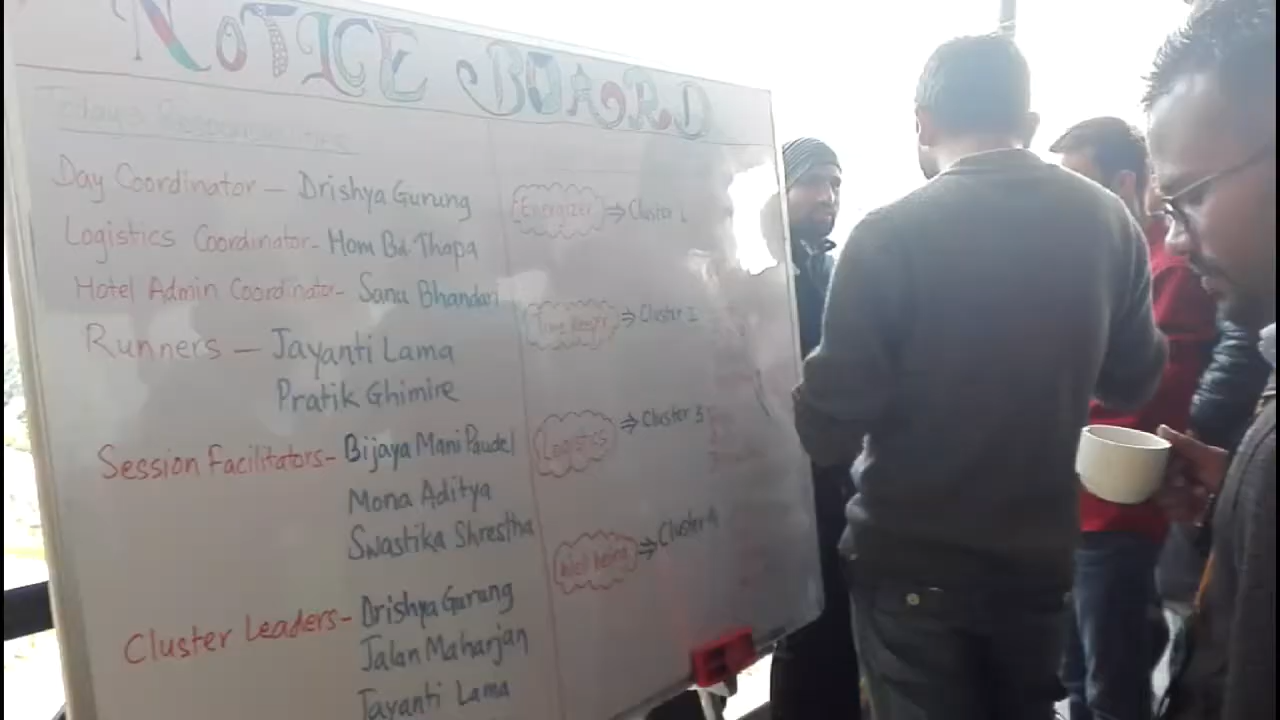 NOTICE BOARD
Todays Responsibilities
Day Coordinator - Drishya Gurung
Logistics Coordinator - Hom Bd. Thapa
Hotel Admin Coordinator - Sanu Bhandari
Runners - Jayanti Lama
Pratik Ghimire
Session Facilitators - Bijaya Mani Paudel
Mona Aditya
Swastika Shrestha
Cluster Leaders - Drishya Gurung
Jalan Maharjan
Jayanti Lama
Energizer ⇒ Cluster
Time keeper ⇒ Cluster
Logistics ⇒ Cluster 3
Well being ⇒ Cluster 4